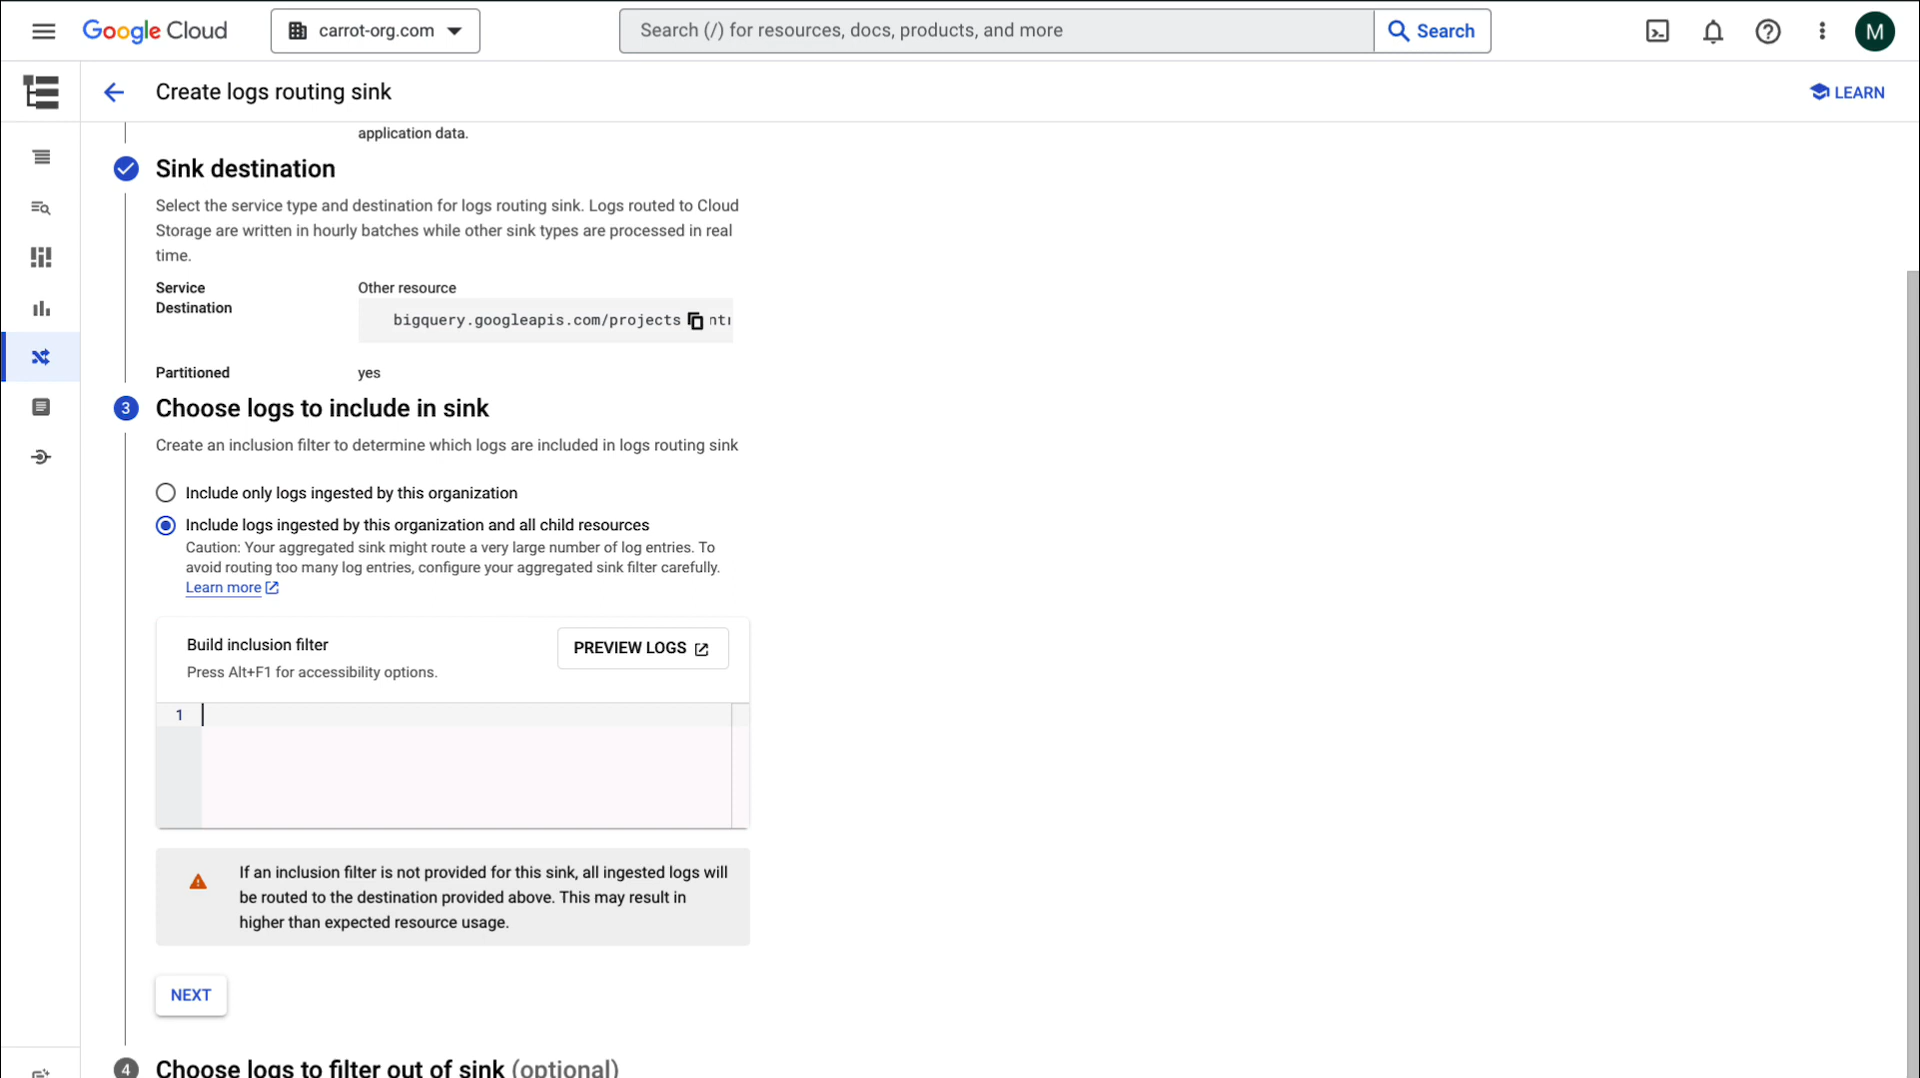 Google Cloud
carrot-org.com
Search (/) for resources, docs, products, and more
Search
M
Create logs routing sink
LEARN
application data.
Sink destination
Select the service type and destination for logs routing sink. Logs routed to Cloud
Storage are written in hourly batches while other sink types are processed in real
time.
Service Other resource
Destination
bigquery.googleapis.com/projects
Partitioned yes
3 Choose logs to include in sink
Create an inclusion filter to determine which logs are included in logs routing sink
Include only logs ingested by this organization
Include logs ingested by this organization and all child resources
Caution: Your aggregated sink might route a very large number of log entries. To
avoid routing too many log entries, configure your aggregated sink filter carefully.
Learn more
Build inclusion filter
PREVIEW LOGS
Press Alt+F1 for accessibility options.
1
If an inclusion filter is not provided for this sink, all ingested logs will
be routed to the destination provided above. This may result in
higher than expected resource usage.
NEXT
4 Choose logs to filter out of sink (optional)